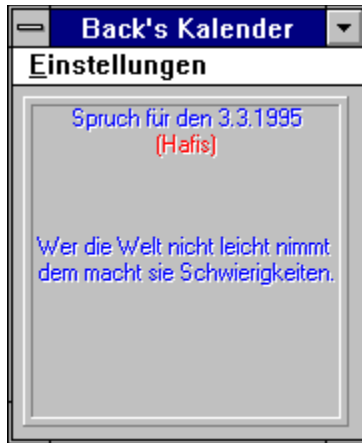 Back's Kalender
Einstellungen
Spruch für den 3.3.1995
(Hafis)
Wer die Welt nicht leicht nimmt
dem macht sie Schwierigkeiten.